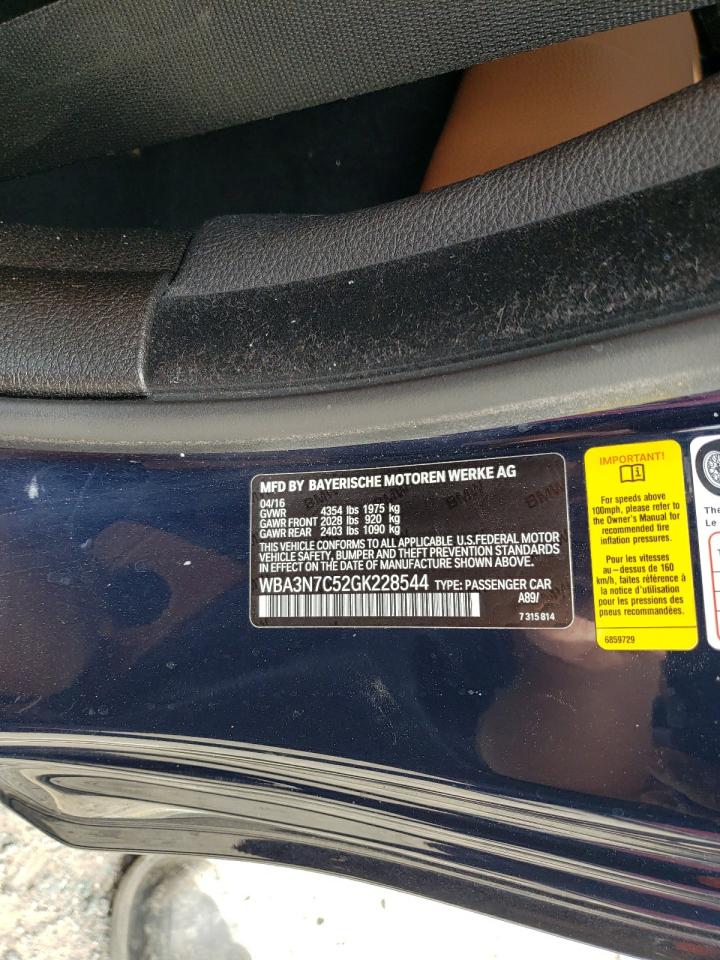 MFD BY BAYERISCHE MOTOREN WERKE AG
04/16
GVWR 4354 lbs 1975 kg
GAWR FRONT 2028 lbs 920 kg
GAWR REAR 2403 lbs 1090 kg
THIS VEHICLE CONFORMS TO ALL APPLICABLE U.S.FEDERAL MOTOR
VEHICLE SAFETY, BUMPER AND THEFT PREVENTION STANDARDS
IN EFFECT ON THE DATE OF MANUFACTURE SHOWN ABOVE.
WBA3N7C52GK228544 TYPE: PASSENGER CAR
A89/
7 315 814
IMPORTANT!
For speeds above
100mph, please refer to
the Owner's Manual for
recommended tire
inflation pressures.
Pour les vitesses
au-dessus de 160
km/h, faites référence à
la notice d'utilisation
pour les pressions des
pneus recommandées.
6859729
The
Le